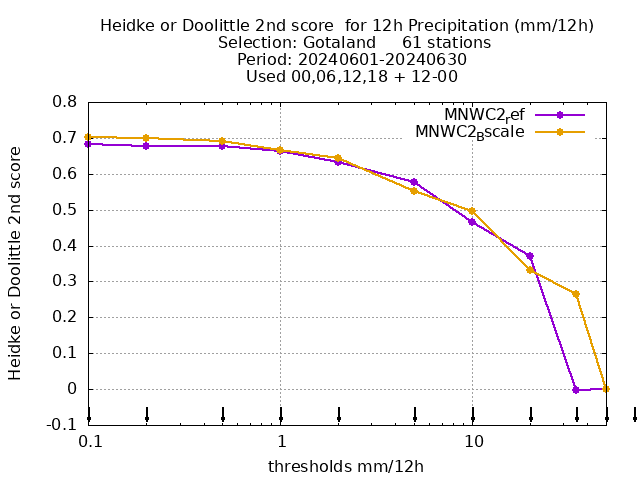 Heidke or Doolittle 2nd score  for 12h Precipitation (mm/12h)
Selection: Gotaland     61 stations
Period: 20240601-20240630
Used 00,06,12,18 + 12-00
MNWC2_ref
MNWC2_Bscale
Heidke or Doolittle 2nd score
0.8
0.7
0.6
0.5
0.4
0.3
0.2
0.1
0
-0.1
0.1 1 10
thresholds mm/12h